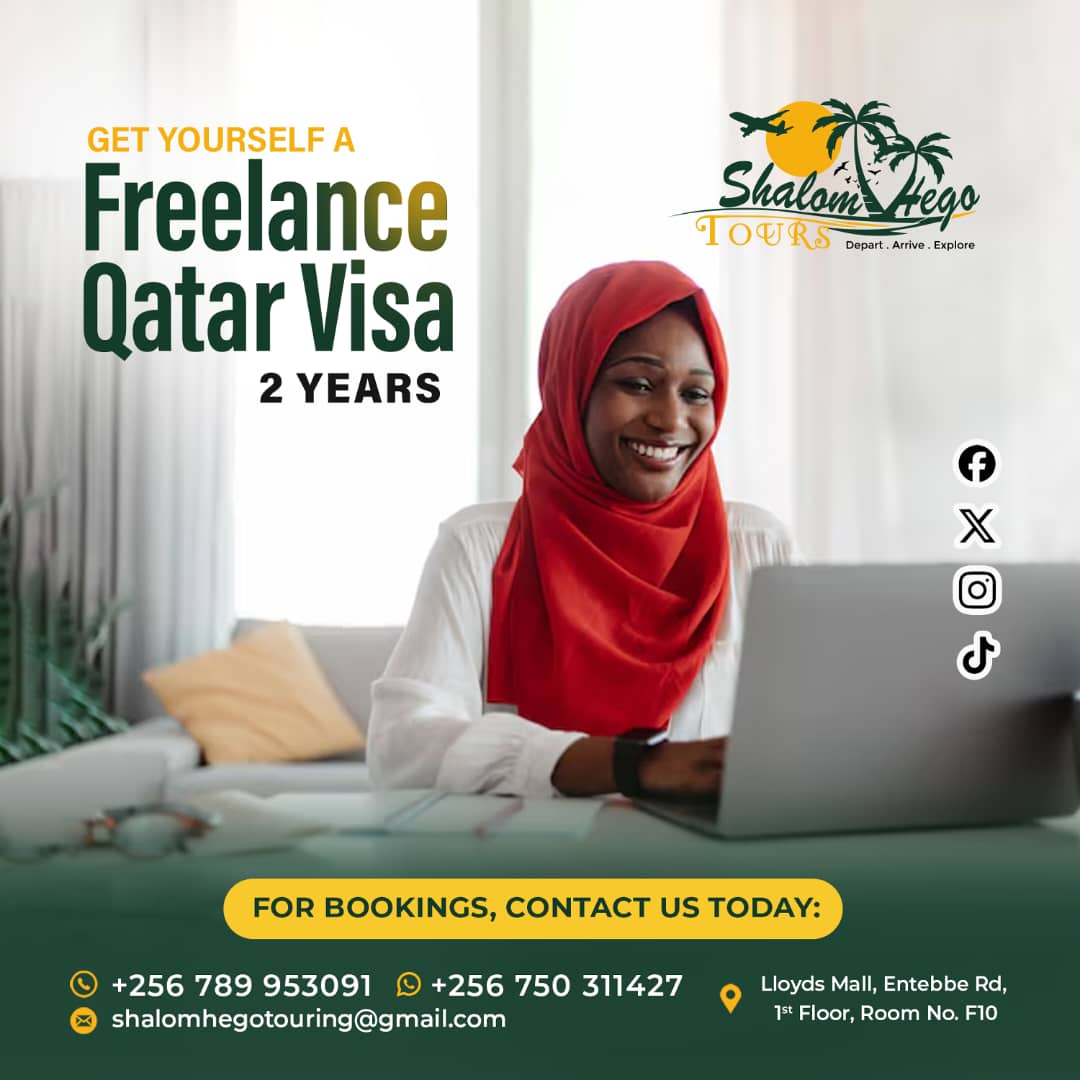 GET YOURSELF A
Freelance
Qatar Visa
2 YEARS
Shalom Hego
TOURS
Depart . Arrive . Explore
FOR BOOKINGS, CONTACT US TODAY:
+256 789 953091
+256 750 311427
shalomhegotouring@gmail.com
Lloyds Mall, Entebbe Rd,
1st Floor, Room No. F10